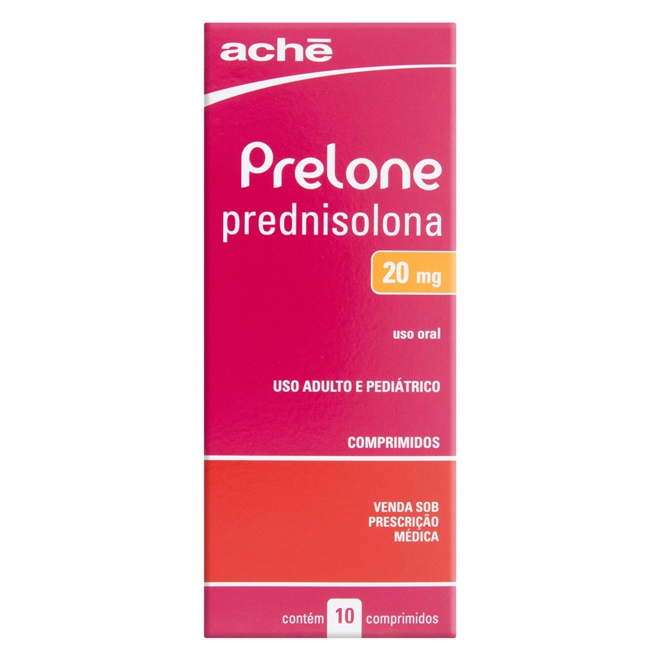 achē
Prelone
prednisolona
20 mg
uso oral
USO ADULTO E PEDIÁTRICO
COMPRIMIDOS
VENDA SOB
PRESCRIÇÃO
MÉDICA
contém 10 comprimidos